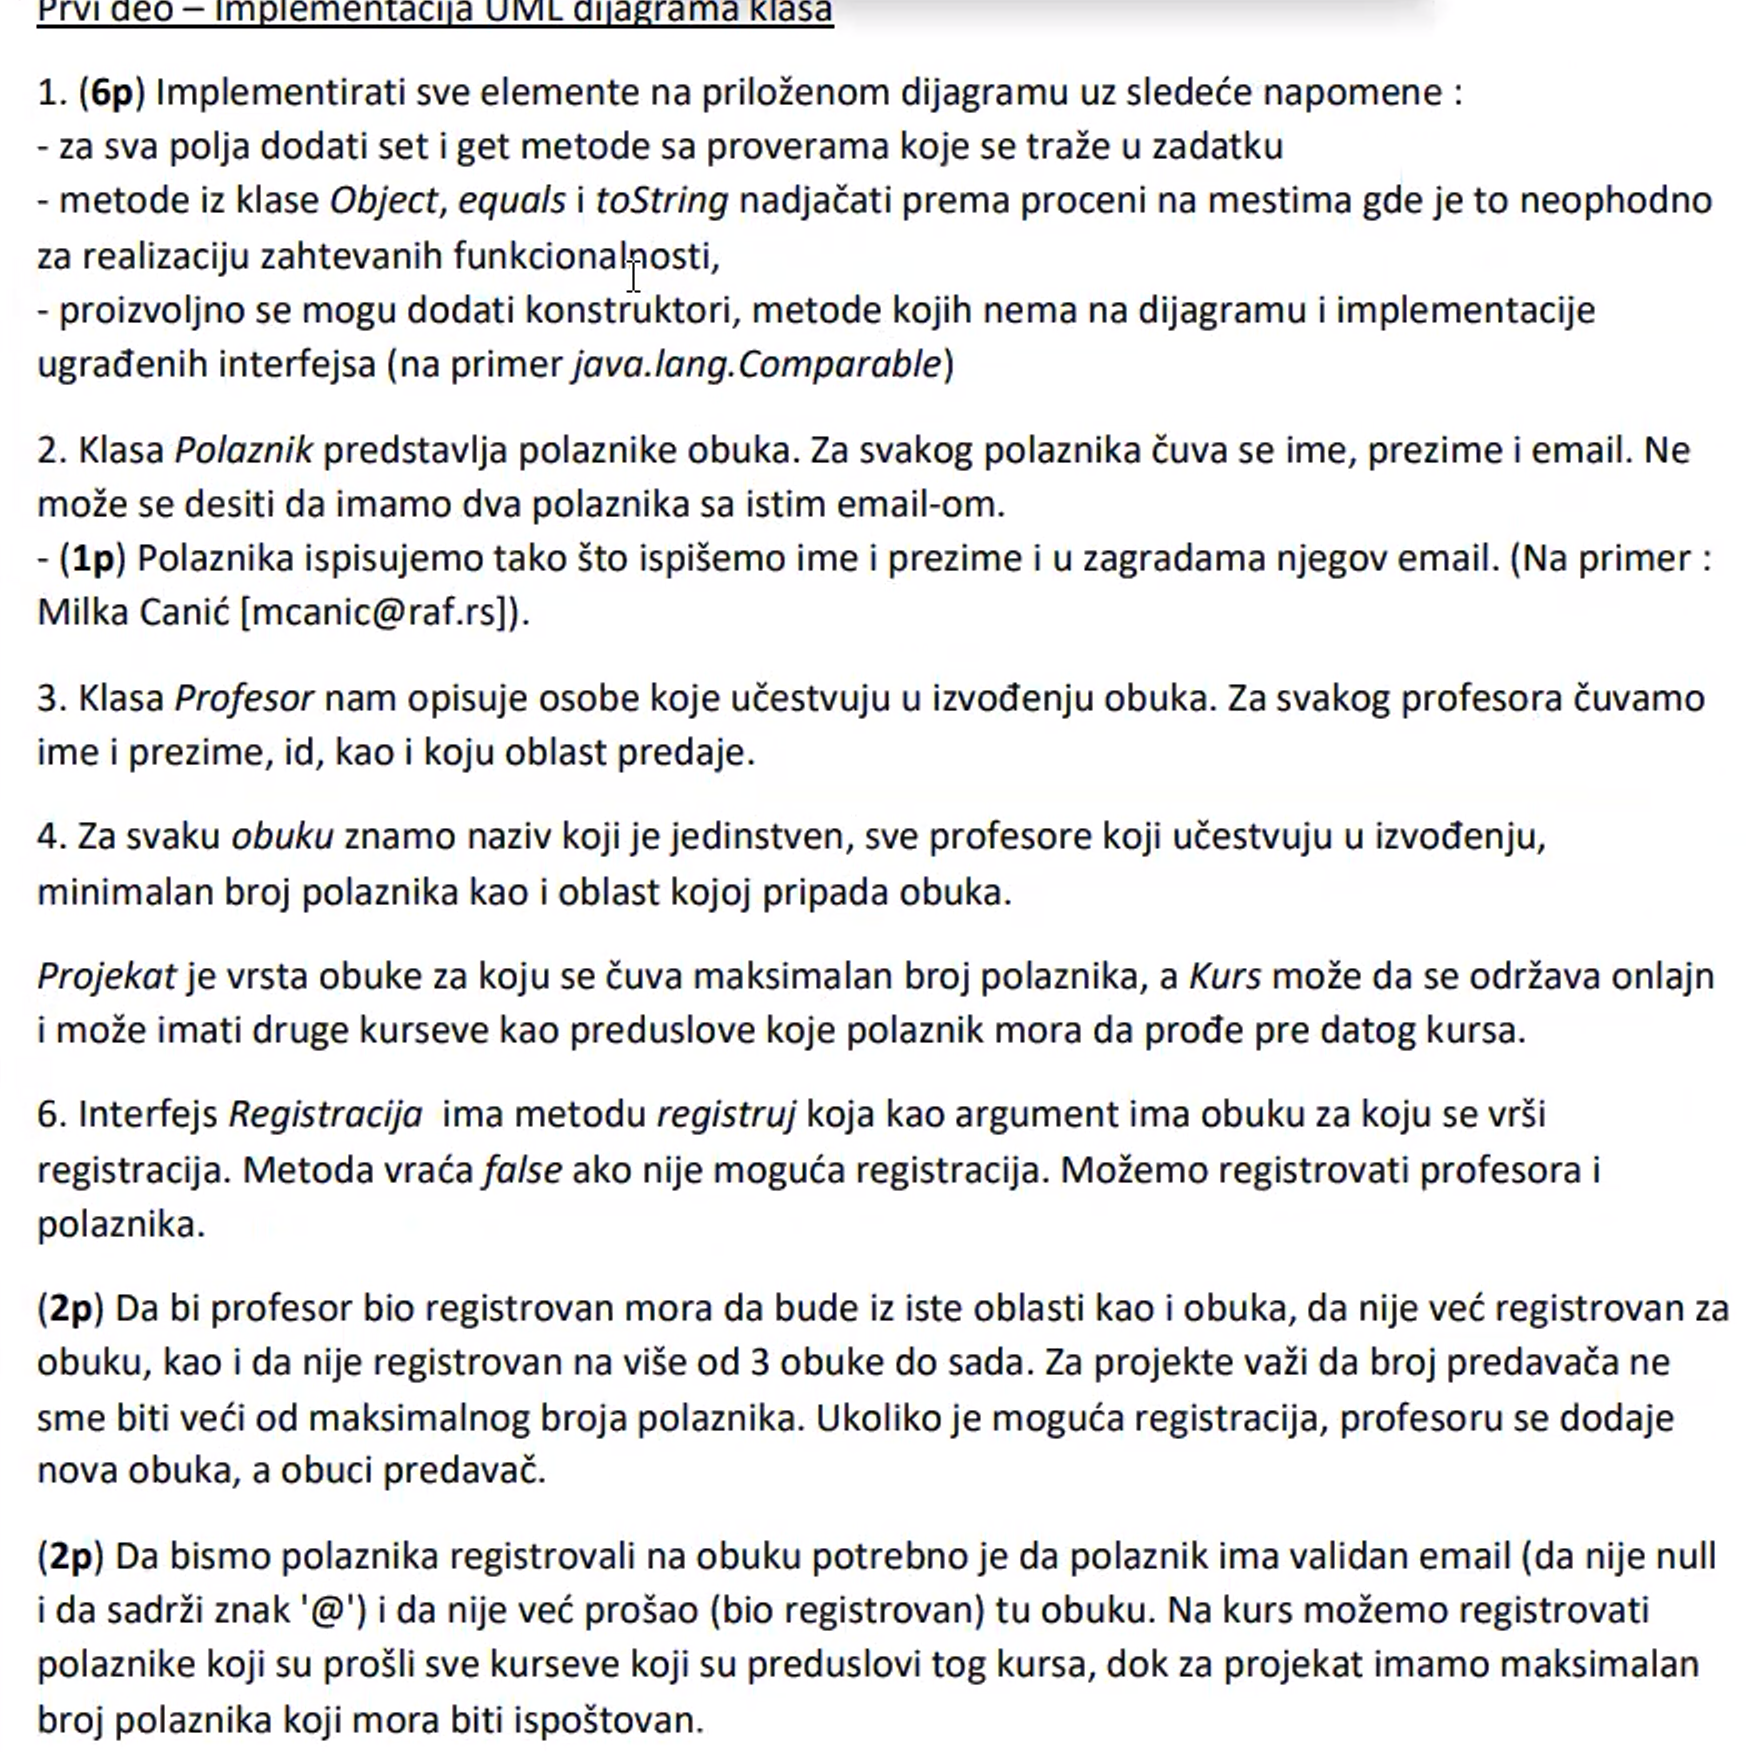 Prvi deo – Implementacija UML dijagrama klasa
1. (6p) Implementirati sve elemente na priloženom dijagramu uz sledeće napomene :
- za sva polja dodati set i get metode sa proverama koje se traže u zadatku
- metode iz klase Object, equals i toString nadjačati prema proceni na mestima gde je to neophodno
za realizaciju zahtevanih funkcionalnosti,
- proizvoljno se mogu dodati konstruktori, metode kojih nema na dijagramu i implementacije
ugrađenih interfejsa (na primer java.lang.Comparable)
2. Klasa Polaznik predstavlja polaznike obuka. Za svakog polaznika čuva se ime, prezime i email. Ne
može se desiti da imamo dva polaznika sa istim email-om.
- (1p) Polaznika ispisujemo tako što ispišemo ime i prezime i u zagradama njegov email. (Na primer :
Milka Canić [mcanic@raf.rs]).
3. Klasa Profesor nam opisuje osobe koje učestvuju u izvođenju obuka. Za svakog profesora čuvamo
ime i prezime, id, kao i koju oblast predaje.
4. Za svaku obuku znamo naziv koji je jedinstven, sve profesore koji učestvuju u izvođenju,
minimalan broj polaznika kao i oblast kojoj pripada obuka.
Projekat je vrsta obuke za koju se čuva maksimalan broj polaznika, a Kurs može da se održava onlajn
i može imati druge kurseve kao preduslove koje polaznik mora da prođe pre datog kursa.
6. Interfejs Registracija ima metodu registruj koja kao argument ima obuku za koju se vrši
registracija. Metoda vraća false ako nije moguća registracija. Možemo registrovati profesora i
polaznika.
(2p) Da bi profesor bio registrovan mora da bude iz iste oblasti kao i obuka, da nije već registrovan za
obuku, kao i da nije registrovan na više od 3 obuke do sada. Za projekte važi da broj predavača ne
sme biti veći od maksimalnog broja polaznika. Ukoliko je moguća registracija, profesoru se dodaje
nova obuka, a obuci predavač.
(2p) Da bismo polaznika registrovali na obuku potrebno je da polaznik ima validan email (da nije null
i da sadrži znak '@') i da nije već prošao (bio registrovan) tu obuku. Na kurs možemo registrovati
polaznike koji su prošli sve kurseve koji su preduslovi tog kursa, dok za projekat imamo maksimalan
broj polaznika koji mora biti ispoštovan.